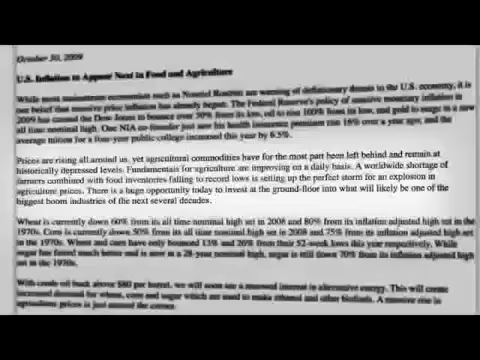 October 30, 2009
U.S. Inflation to Appear Next in Food and Agriculture
While most mainstream economists such as Nouriel Roubini are warning of deflationary threats to the U.S. economy, it is
our belief that massive price inflation has already begun. The Federal Reserve's policy of massive monetary inflation in
2009 has caused the Dow Jones to bounce over 50% from its low, oil to rise 100% from its low, and gold to surge to a new
all time nominal high. One NIA co-founder just saw his health insurance premium rise 16% over a year ago, and the
average tuition for a four-year public college increased this year by 6.5%.
Prices are rising all around us, yet agricultural commodities have for the most part been left behind and remain at
historically depressed levels. Fundamentals for agriculture are improving on a daily basis. A worldwide shortage of
farmers combined with food inventories falling to record lows is setting up the perfect storm for an explosion in
agriculture prices. There is a huge opportunity today to invest at the ground-floor into what will likely be one of the
biggest boom industries of the next several decades.
Wheat is currently down 60% from its all time nominal high set in 2008 and 80% from its inflation adjusted high set in the
1970s. Corn is currently down 50% from its all time nominal high set in 2008 and 75% from its inflation adjusted high set
in the 1970s. Wheat and corn have only bounced 13% and 26% from their 52-week lows this year respectively. While
sugar has fared much better and is now at a 28-year nominal high, sugar is still down 70% from its inflation adjusted high
set in the 1970s.
With crude oil back above $80 per barrel, we will soon see a renewed interest in alternative energy. This will create
increased demand for wheat, corn and sugar which are used to make ethanol and other biofuels. A massive rise in
agriculture prices is just around the corner.